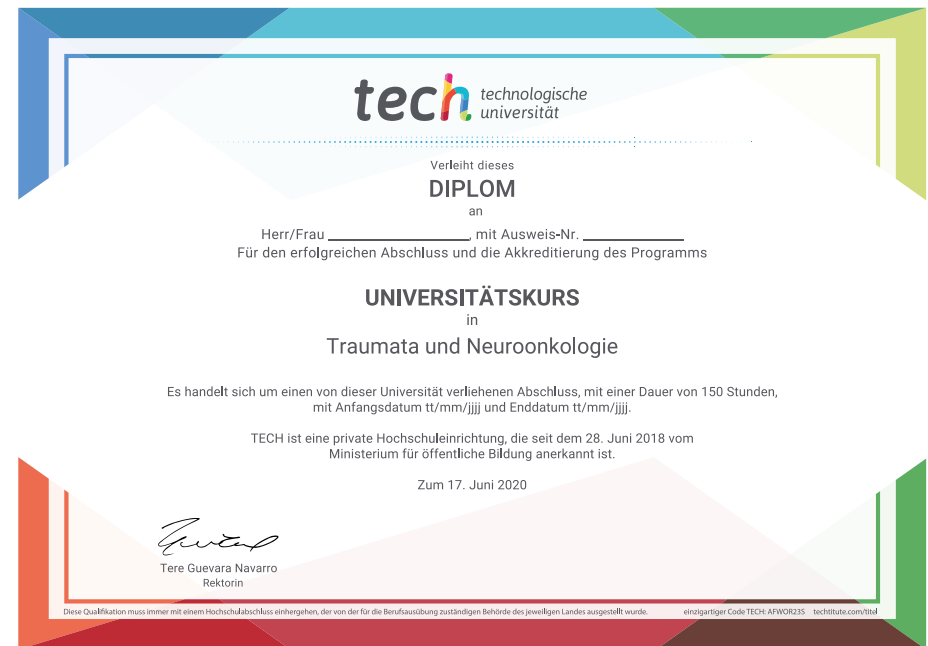 tech technologische
universität
Verleiht dieses
DIPLOM
an
Herr/Frau ____________, mit Ausweis-Nr. ____________
Für den erfolgreichen Abschluss und die Akkreditierung des Programms
UNIVERSITÄTSKURS
in
Traumata und Neuroonkologie
Es handelt sich um einen von dieser Universität verliehenen Abschluss, mit einer Dauer von 150 Stunden,
mit Anfangsdatum tt/mm/jjjj und Enddatum tt/mm/jjjj.
TECH ist eine private Hochschuleinrichtung, die seit dem 28. Juni 2018 vom
Ministerium für öffentliche Bildung anerkannt ist.
Zum 17. Juni 2020
Tere Guevara Navarro
Rektorin
Diese Qualifikation muss immer mit einem Hochschulabschluss einhergehen, der von der für die Berufsausübung zuständigen Behörde des jeweiligen Landes ausgestellt wurde. einzigartiger Code TECH: AFWOR23S techtitute.com/titel